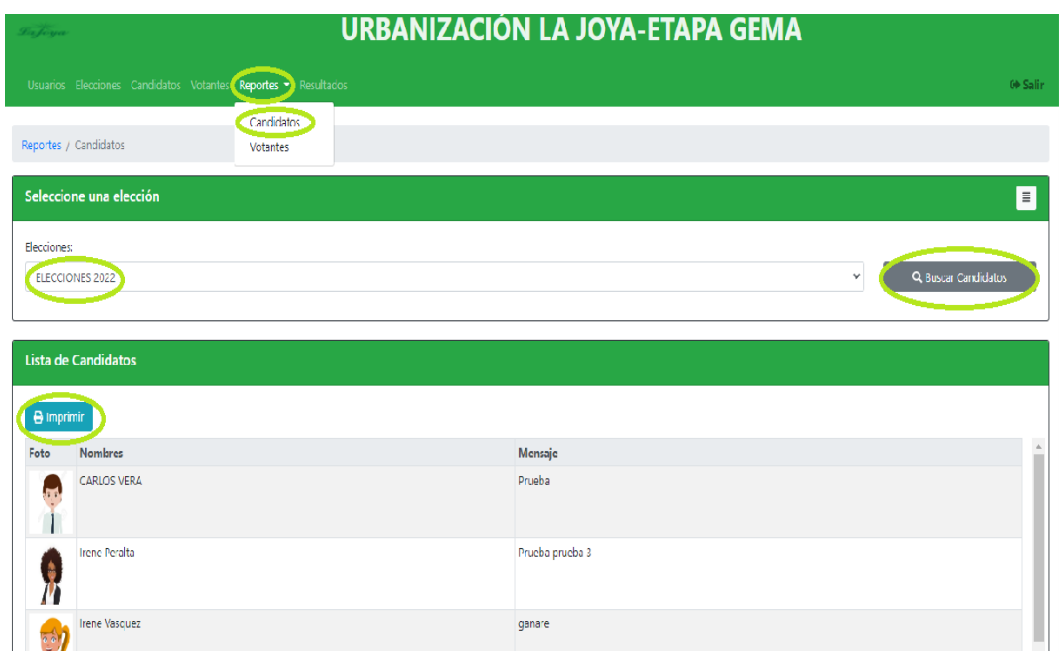 La Joya
URBANIZACIÓN LA JOYA-ETAPA GEMA
Usuarios Elecciones Candidatos Votantes Reportes Resultados Salir
Candidatos
Votantes
Reportes / Candidatos
Seleccione una elección
Elecciones:
ELECCIONES 2022
Buscar Candidatos
Lista de Candidatos
Imprimir
Foto Nombres Mensaje
CARLOS VERA Prueba
Irene Peralta Prueba prueba 3
Irene Vasquez ganare